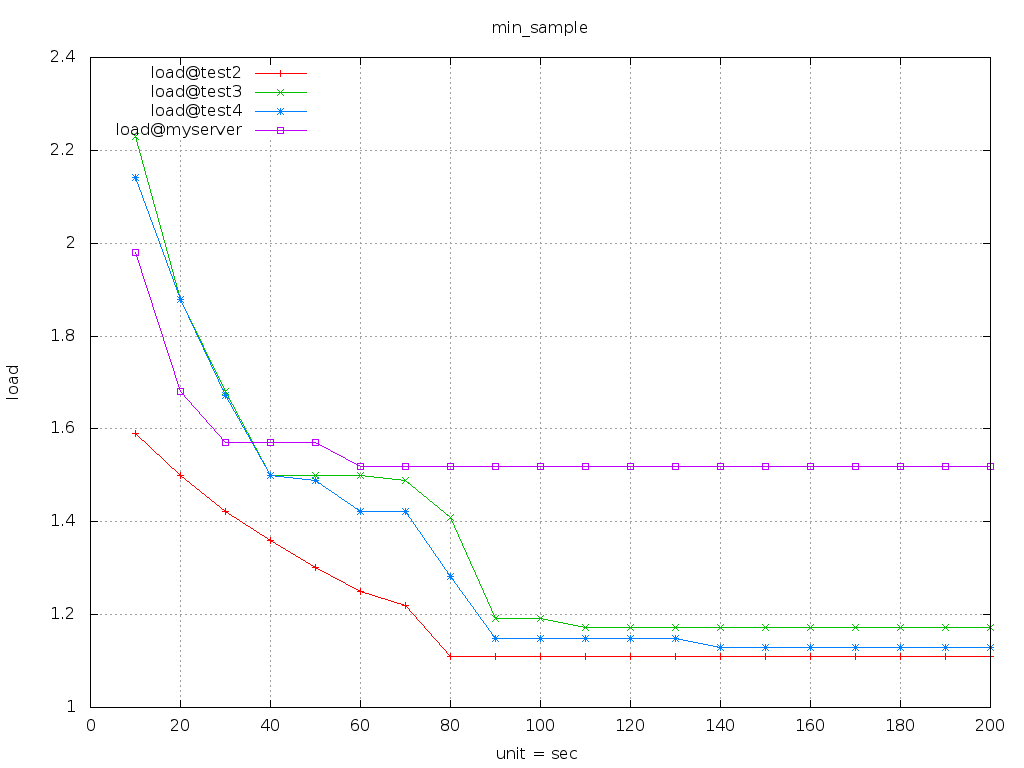 min_sample
2.4
2.2
2
1.8
1.6
1.4
1.2
1
load
load@test2
load@test3
load@test4
load@myserver
0 20 40 60 80 100 120 140 160 180 200
unit = sec